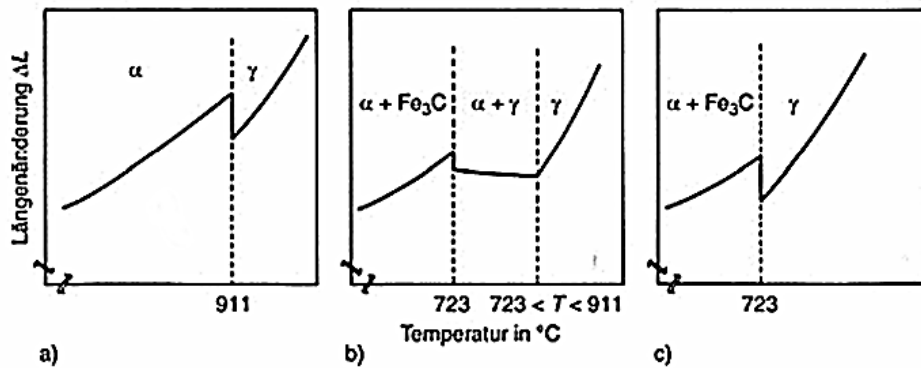 Längenänderung ΔL
α
γ
911
a)
α + Fe₃C
α + γ
γ
723
723 < T < 911
Temperatur in °C
b)
α + Fe₃C
γ
723
c)